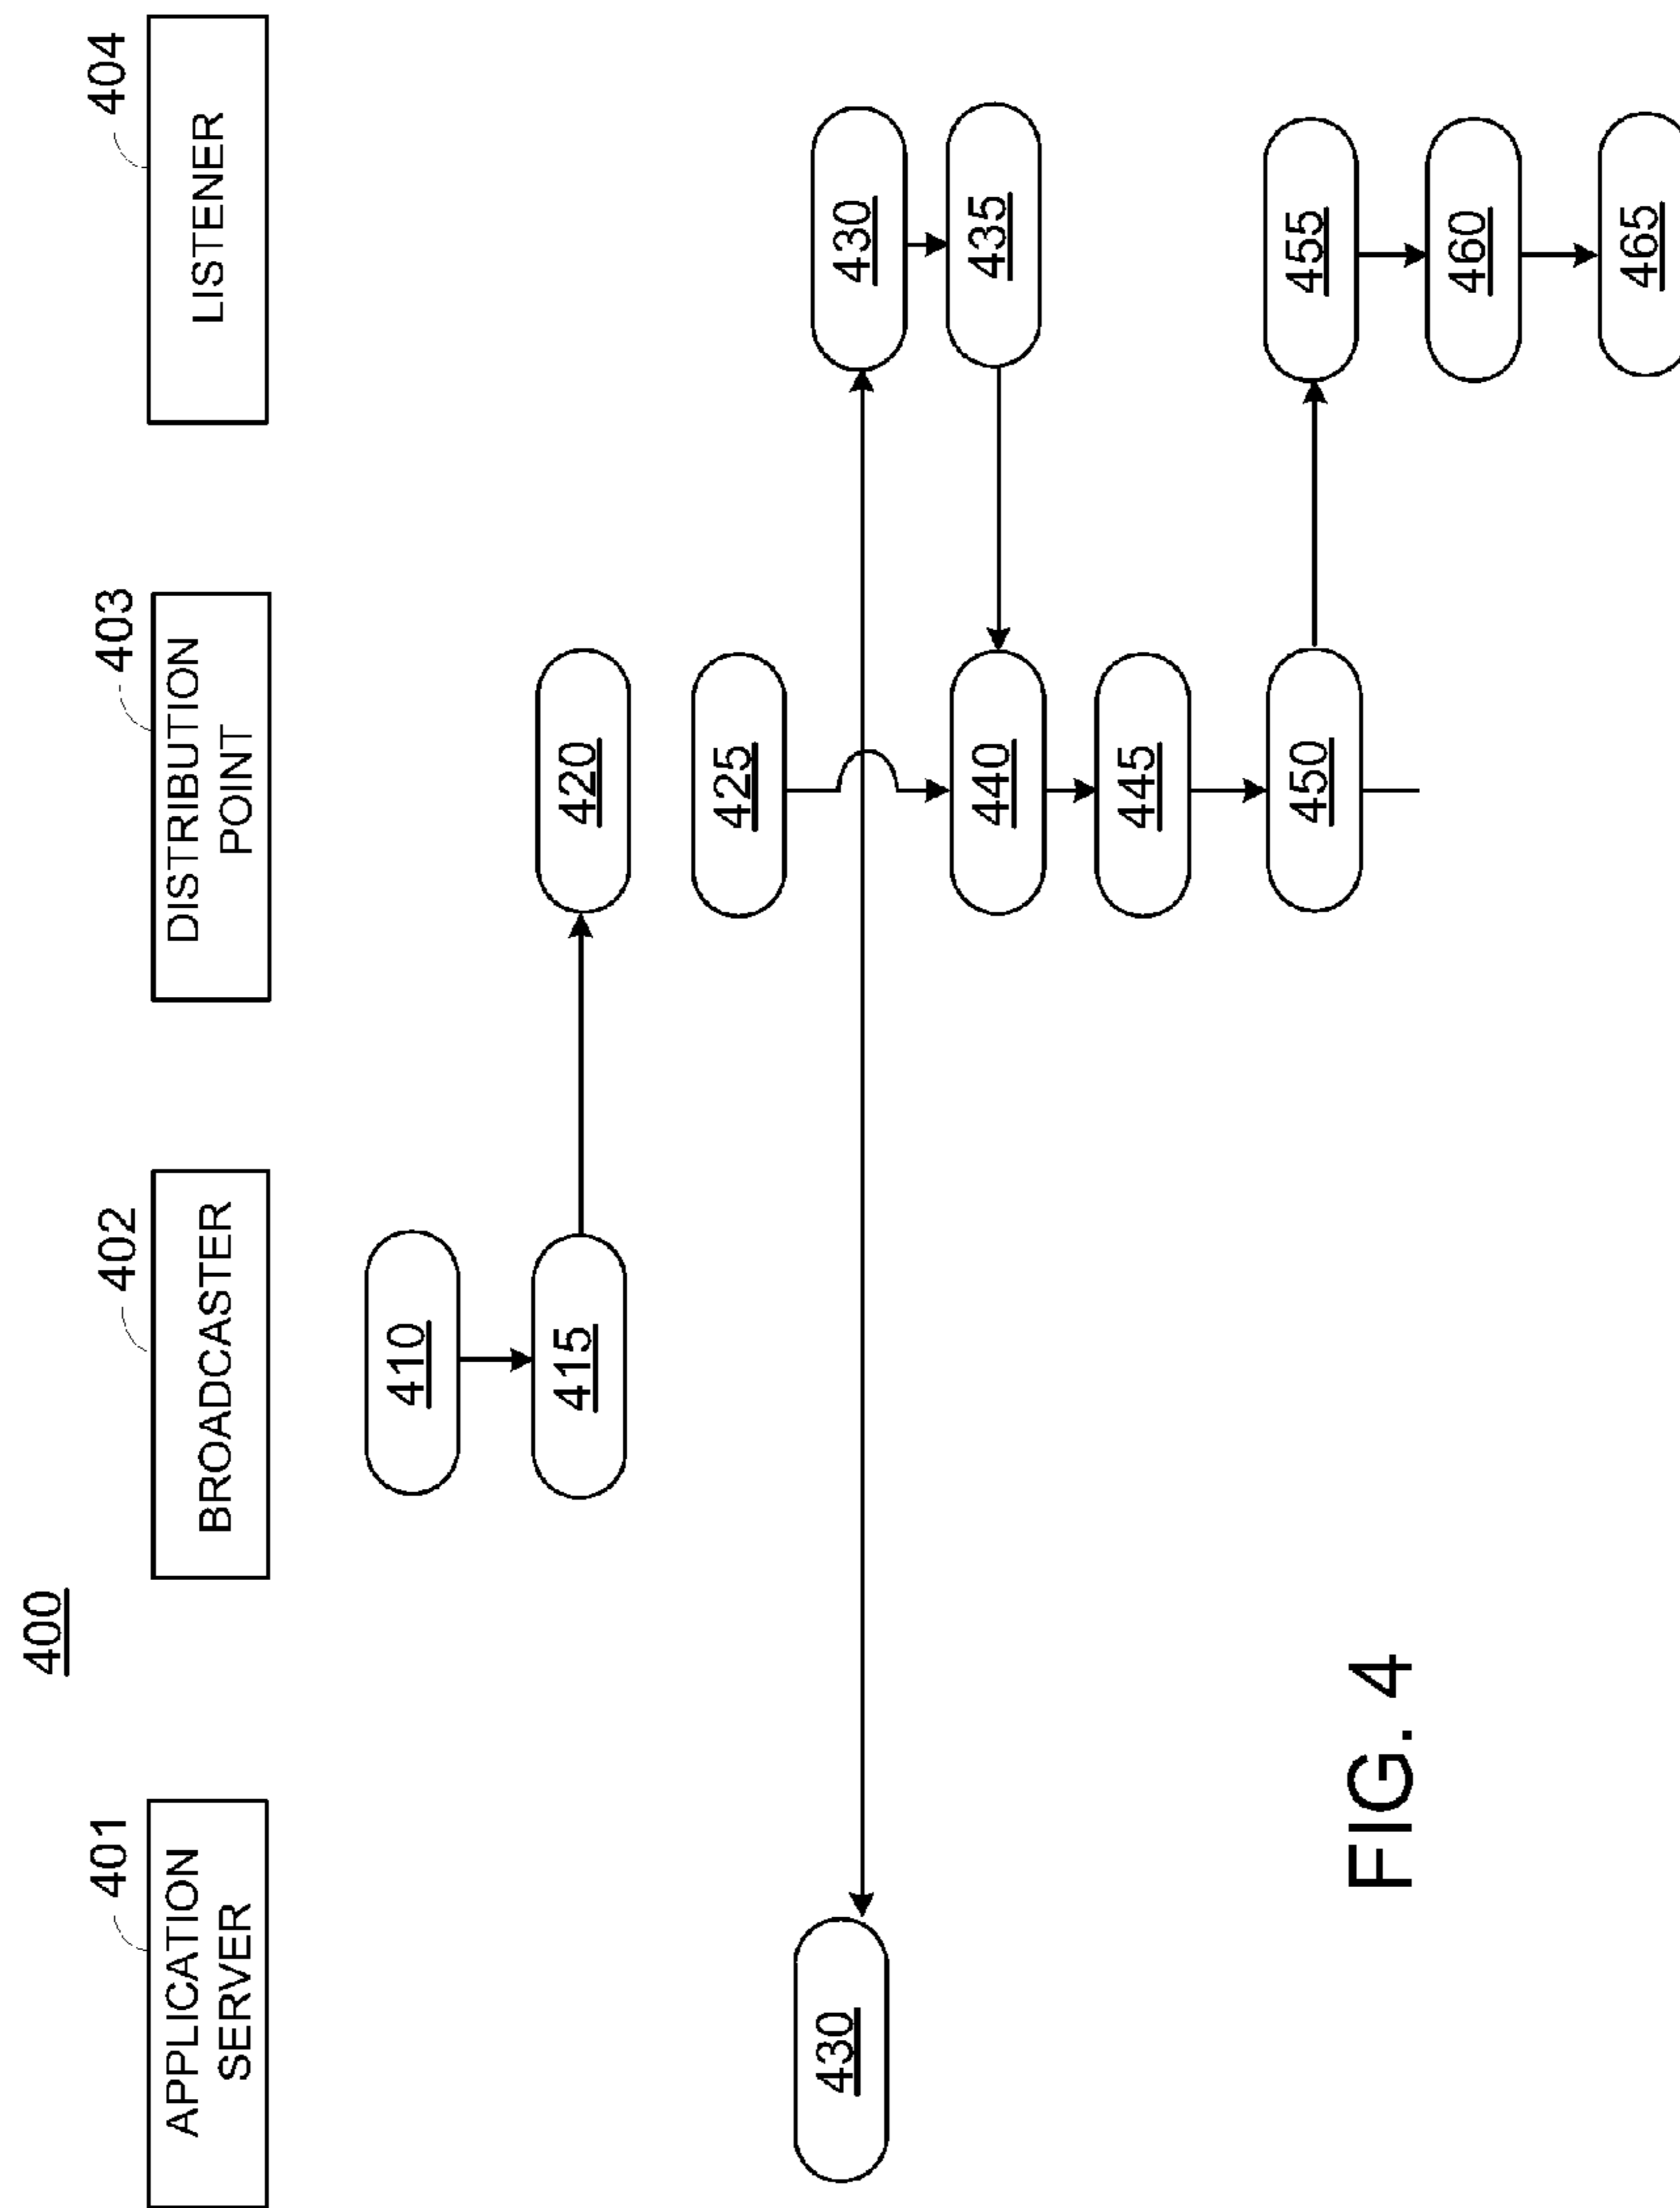 400
401
402
403
404
APPLICATION
SERVER
BROADCASTER
DISTRIBUTION
POINT
LISTENER
410
415
420
425
430
430
435
440
445
450
455
460
465
FIG. 4